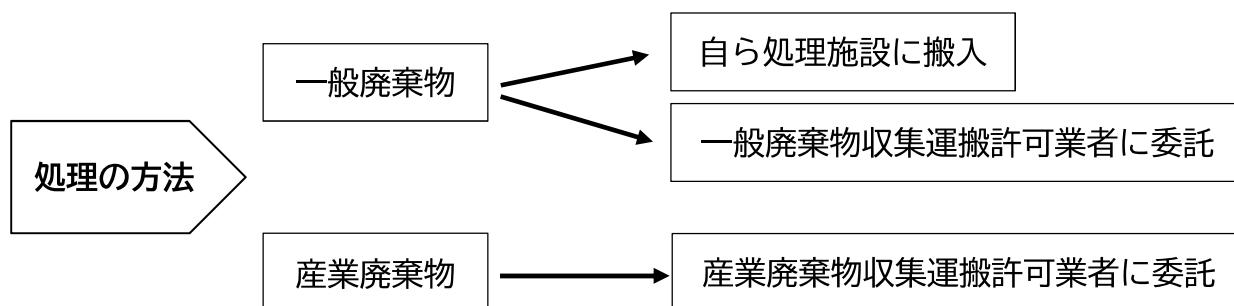 処理の方法
一般廃棄物
自ら処理施設に搬入
一般廃棄物収集運搬許可業者に委託
産業廃棄物
産業廃棄物収集運搬許可業者に委託